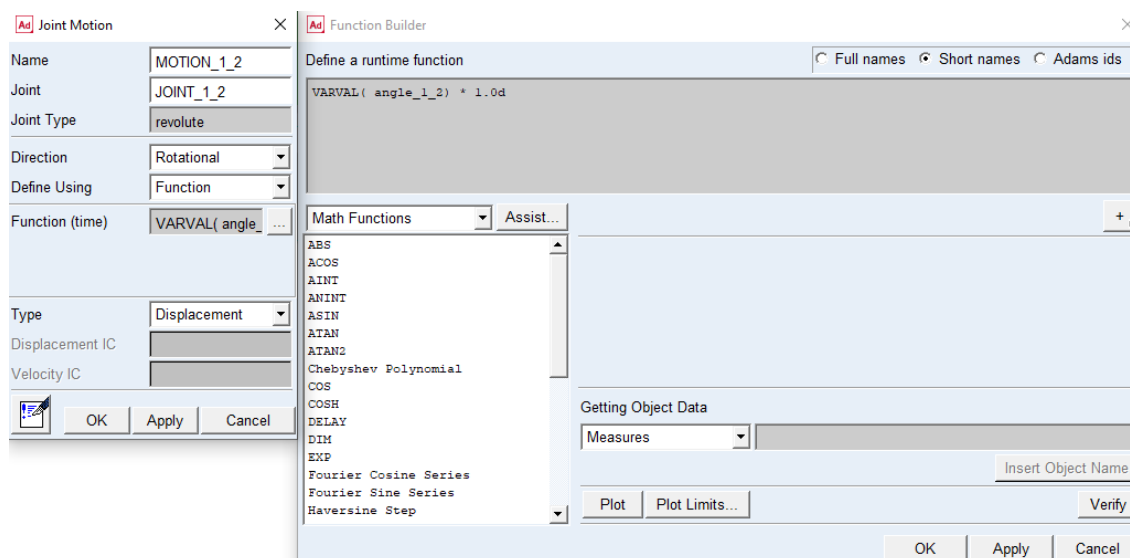 Ad Joint Motion
Name MOTION_1_2
Joint JOINT_1_2
Joint Type revolute
Direction Rotational
Define Using Function
Function (time) VARVAL( angle_ ...
Type Displacement
Displacement IC
Velocity IC
OK Apply Cancel
Ad Function Builder
Define a runtime function Full names Short names Adams ids
VARVAL( angle_1_2) * 1.0d
Math Functions Assist... +
ABS
ACOS
AINT
ANINT
ASIN
ATAN
ATAN2
Chebyshev Polynomial
COS
COSH
DELAY
DIM
EXP
Fourier Cosine Series
Fourier Sine Series
Haversine Step
Getting Object Data
Measures
Insert Object Name
Plot Plot Limits... Verify
OK Apply Cancel